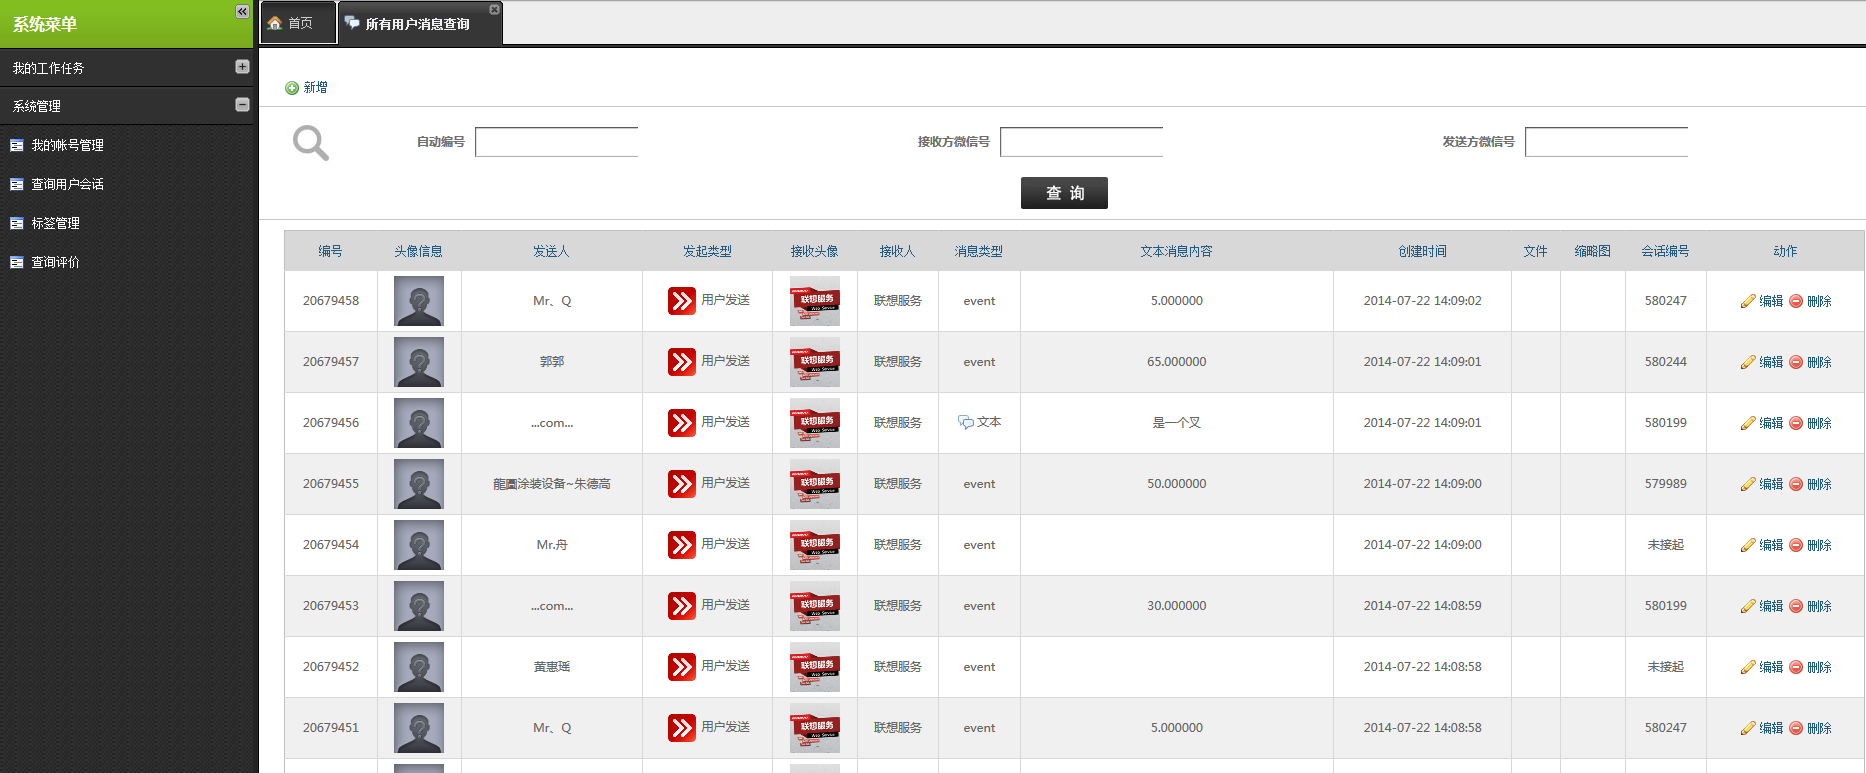 系统菜单
首页
所有用户消息查询
我的工作任务
系统管理
我的帐号管理
查询用户会话
标签管理
查询评价
新增
自动编号 接收方微信号 发送方微信号
查 询
编号 头像信息 发送人 发起类型 接收头像 接收人 消息类型 文本消息内容 创建时间 文件 缩略图 会话编号 动作
20679458 Mr、Q 用户发送 联想服务 联想服务 event 5.000000 2014-07-22 14:09:02 580247 编辑 删除
20679457 郭郭 用户发送 联想服务 联想服务 event 65.000000 2014-07-22 14:09:01 580244 编辑 删除
20679456 ...com... 用户发送 联想服务 联想服务 文本 是一个叉 2014-07-22 14:09:01 580199 编辑 删除
20679455 龍圖涂装设备~朱德高 用户发送 联想服务 联想服务 event 50.000000 2014-07-22 14:09:00 579989 编辑 删除
20679454 Mr.舟 用户发送 联想服务 联想服务 event 2014-07-22 14:09:00 未接起 编辑 删除
20679453 ...com... 用户发送 联想服务 联想服务 event 30.000000 2014-07-22 14:08:59 580199 编辑 删除
20679452 黄惠瑶 用户发送 联想服务 联想服务 event 2014-07-22 14:08:58 未接起 编辑 删除
20679451 Mr、Q 用户发送 联想服务 联想服务 event 5.000000 2014-07-22 14:08:58 580247 编辑 删除